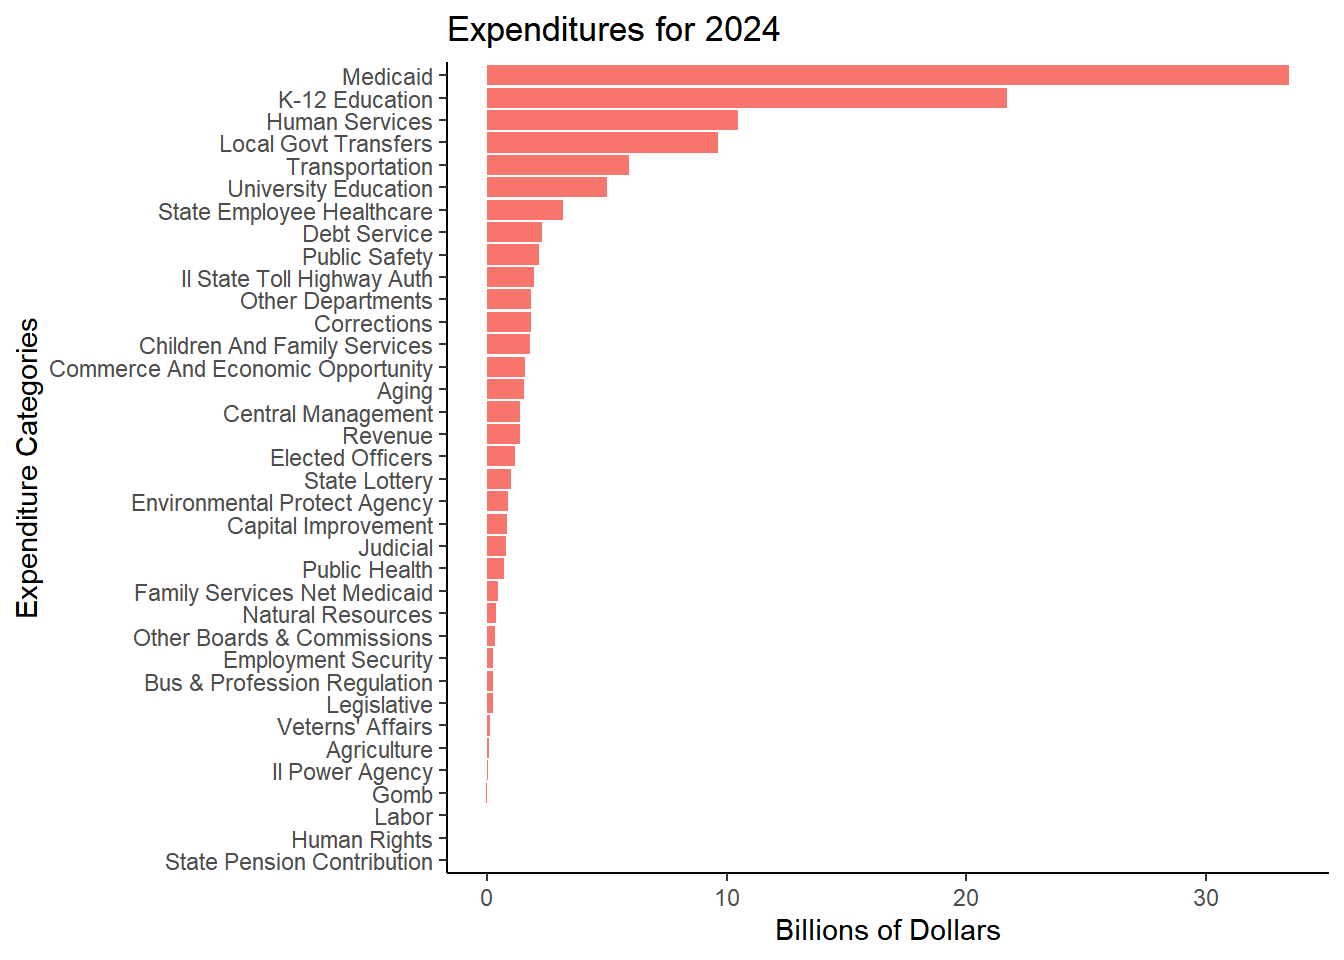 Expenditures for 2024
Medicaid
K-12 Education
Human Services
Local Govt Transfers
Transportation
University Education
State Employee Healthcare
Debt Service
Public Safety
Il State Toll Highway Auth
Other Departments
Corrections
Children And Family Services
Commerce And Economic Opportunity
Aging
Central Management
Revenue
Elected Officers
State Lottery
Environmental Protect Agency
Capital Improvement
Judicial
Public Health
Family Services Net Medicaid
Natural Resources
Other Boards & Commissions
Employment Security
Bus & Profession Regulation
Legislative
Veterns' Affairs
Agriculture
Il Power Agency
Gomb
Labor
Human Rights
State Pension Contribution
Expenditure Categories
0 10 20 30
Billions of Dollars